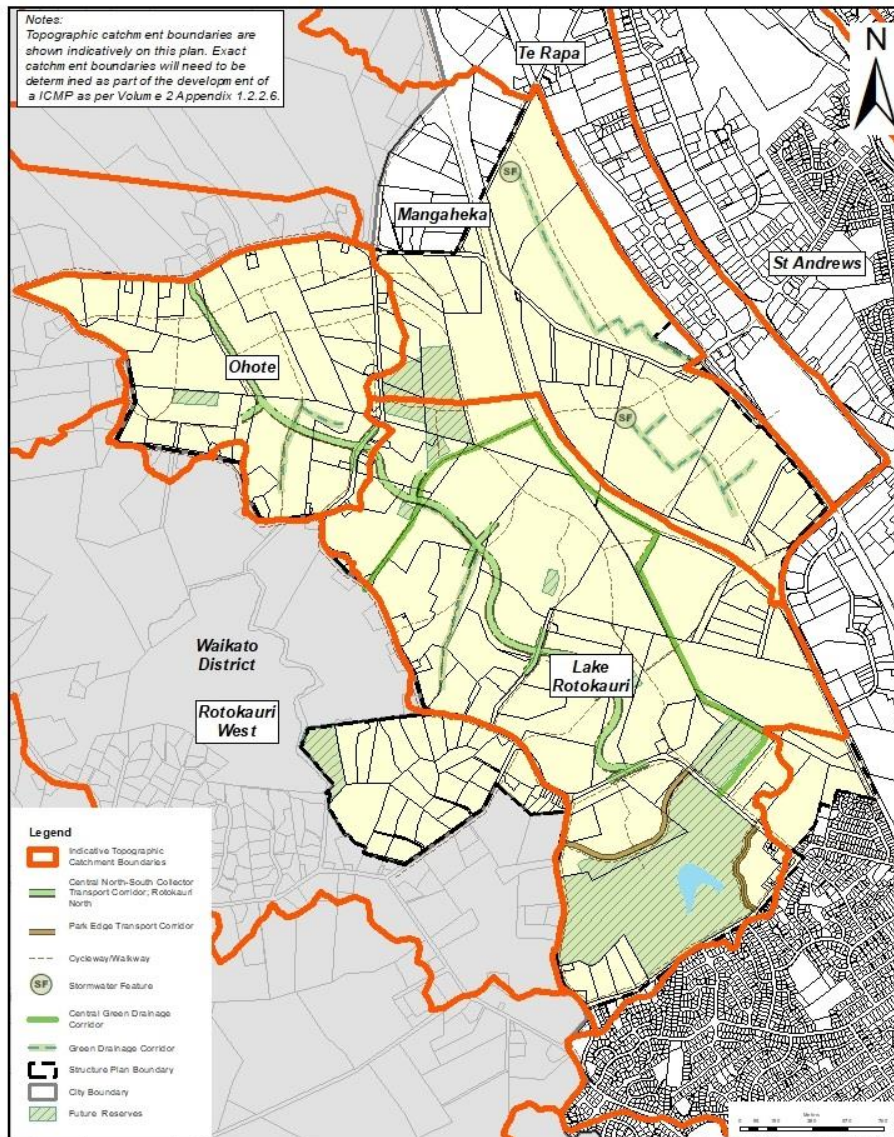 Notes:
Topographic catchment boundaries are
shown indicatively on this plan. Exact
catchment boundaries will need to be
determined as part of the development of
a ICMP as per Volume 2 Appendix 1.2.2.6.
Te Rapa
N
SF
Mangaheka
St Andrews
Ohote
SF
Waikato
District
Lake
Rotokauri
Rotokauri
West
Legend
Indicative Topographic
Catchment Boundaries
Central North-South Collector
Transport Corridor; Rotokauri
North
Park Edge Transport Corridor
Cycleway/Walkway
SF
Stormwater Feature
Central Green Drainage
Corridor
Green Drainage Corridor
Structure Plan Boundary
City Boundary
Future Reserves
Metres
0